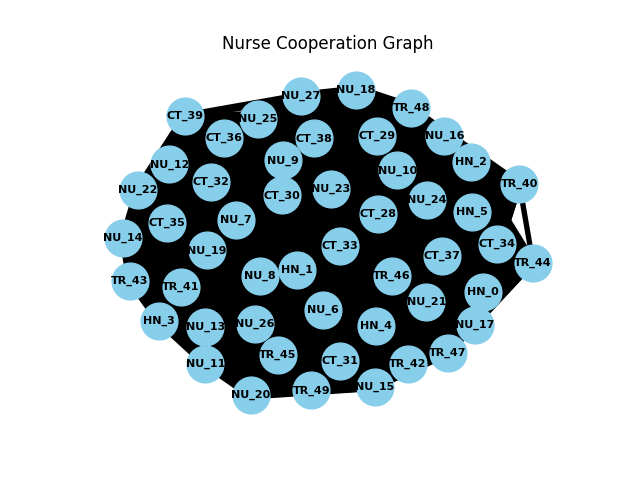 Nurse Cooperation Graph
NU_18
NU_27
TR_48
CT_39
NU_25
CT_36
CT_38
CT_29
NU_16
NU_9
HN_2
NU_12
NU_10
CT_32
TR_40
NU_22
NU_23
CT_30
NU_24
CT_28
HN_5
NU_7
CT_35
NU_14
CT_34
CT_33
NU_19
CT_37
TR_44
HN_1
NU_8
TR_46
TR_43
TR_41
HN_0
NU_21
NU_6
HN_3
NU_26
NU_17
HN_4
NU_13
TR_47
TR_45
CT_31
NU_11
TR_42
NU_15
TR_49
NU_20